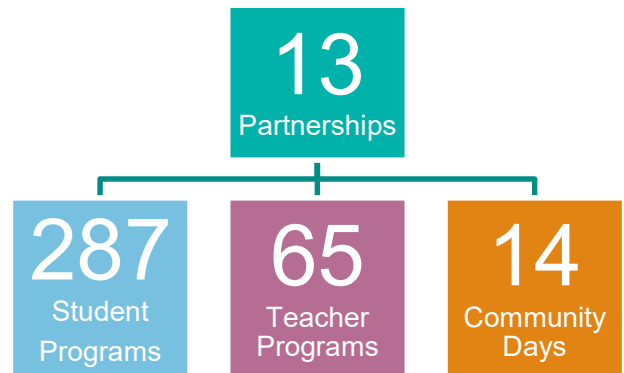 13
Partnerships
287
Student
Programs
65
Teacher
Programs
14
Community
Days